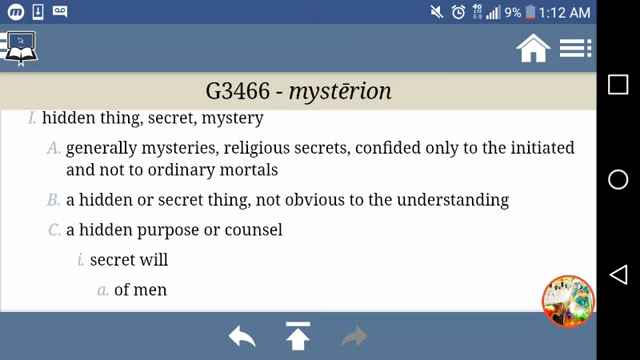 4G
9% 1:12 AM
G3466 - mystērion
I. hidden thing, secret, mystery
A. generally mysteries, religious secrets, confided only to the initiated
and not to ordinary mortals
B. a hidden or secret thing, not obvious to the understanding
C. a hidden purpose or counsel
i. secret will
a. of men